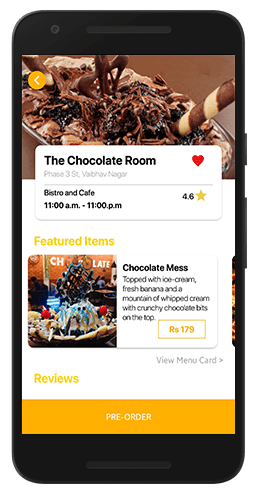 The Chocolate Room
Phase 3 St, Vaibhav Nagar
Bistro and Cafe
4.6
11:00 a.m. - 11:00.p.m
Featured Items
CH C LATE
Chocolate Mess
Topped with ice-cream,
fresh banana and a
mountain of whipped cream
with crunchy chocolate bits
on the top.
Rs 179
View Menu Card >
Reviews
PRE-ORDER